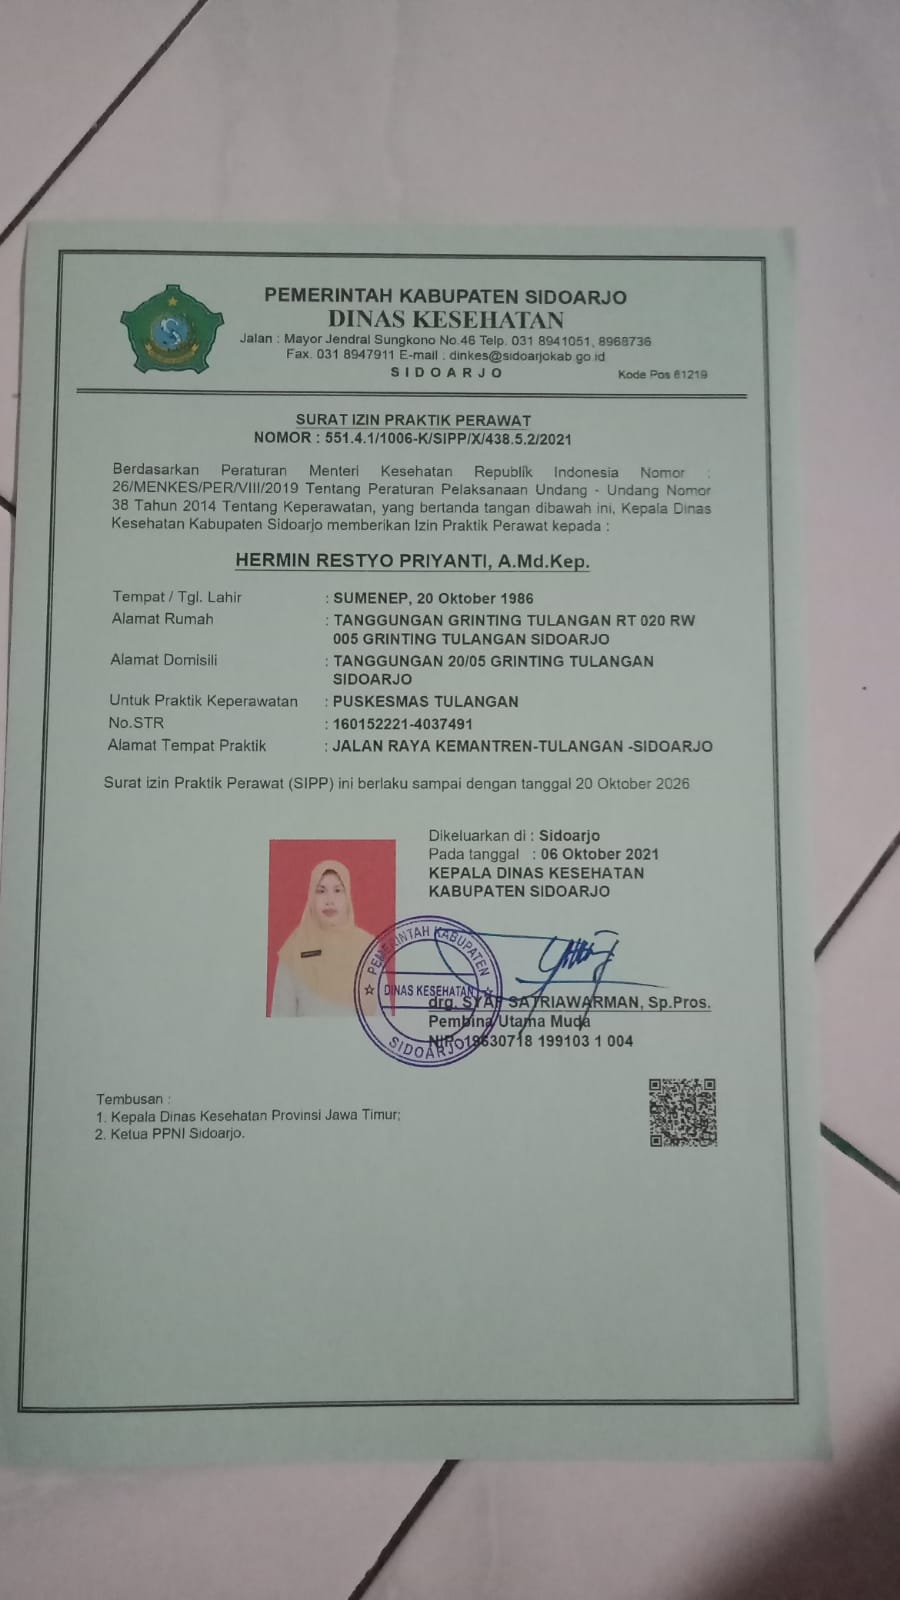 PEMERINTAH KABUPATEN SIDOARJO
DINAS KESEHATAN
Jalan : Mayor Jendral Sungkono No.46 Telp. 031 8941051, 8968736
Fax. 031 8947911 E-mail : dinkes@sidoarjokab.go.id
SIDOARJO
Kode Pos 61219
SURAT IZIN PRAKTIK PERAWAT
NOMOR : 551.4.1/1006-K/SIPP/X/438.5.2/2021
Berdasarkan Peraturan Menteri Kesehatan Republik Indonesia Nomor :
26/MENKES/PER/VIII/2019 Tentang Peraturan Pelaksanaan Undang - Undang Nomor
38 Tahun 2014 Tentang Keperawatan, yang bertanda tangan dibawah ini, Kepala Dinas
Kesehatan Kabupaten Sidoarjo memberikan Izin Praktik Perawat kepada :
HERMIN RESTYO PRIYANTI, A.Md.Kep.
Tempat / Tgl. Lahir : SUMENEP, 20 Oktober 1986
Alamat Rumah : TANGGUNGAN GRINTING TULANGAN RT 020 RW
005 GRINTING TULANGAN SIDOARJO
Alamat Domisili : TANGGUNGAN 20/05 GRINTING TULANGAN
SIDOARJO
Untuk Praktik Keperawatan : PUSKESMAS TULANGAN
No.STR : 160152221-4037491
Alamat Tempat Praktik : JALAN RAYA KEMANTREN-TULANGAN -SIDOARJO
Surat izin Praktik Perawat (SIPP) ini berlaku sampai dengan tanggal 20 Oktober 2026
Dikeluarkan di : Sidoarjo
Pada tanggal : 06 Oktober 2021
KEPALA DINAS KESEHATAN
KABUPATEN SIDOARJO
PEMERINTAH KABUPATEN
DINAS KESEHATAN
SIDOARJO
drg. SYAF SATRIAWARMAN, Sp.Pros.
Pembina Utama Muda
NIP. 19630718 199103 1 004
Tembusan :
1. Kepala Dinas Kesehatan Provinsi Jawa Timur;
2. Ketua PPNI Sidoarjo.